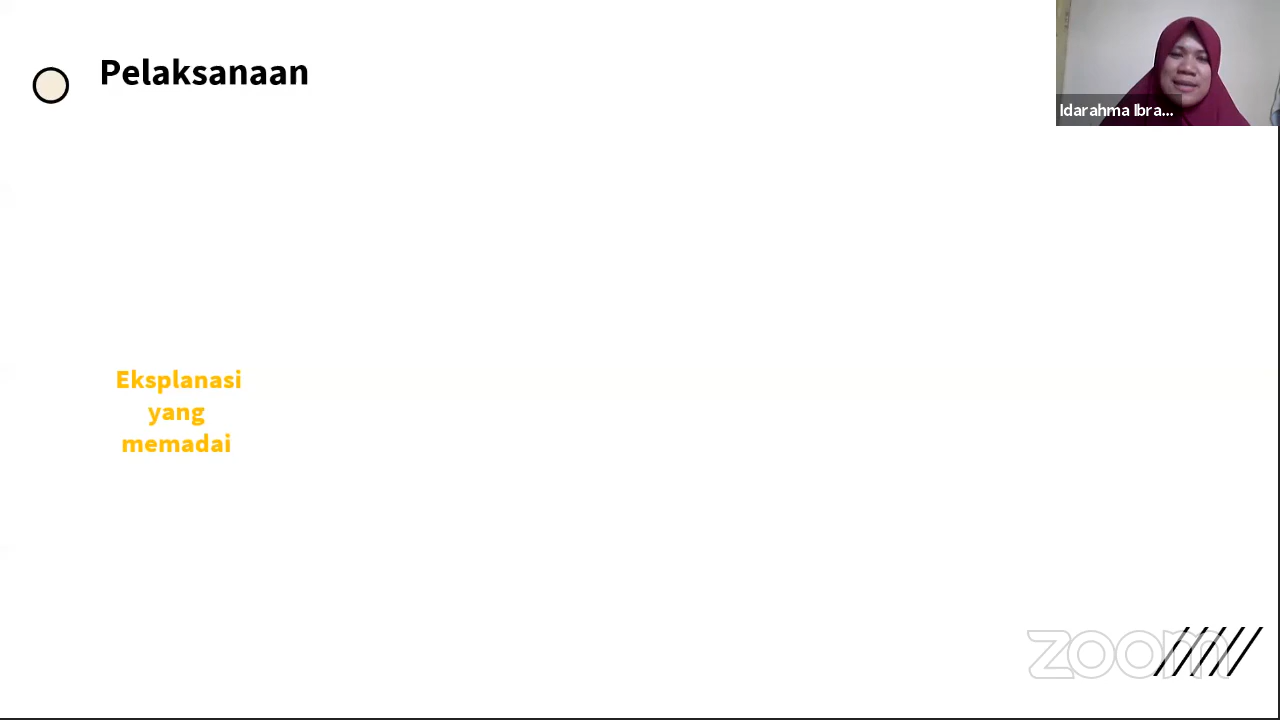 Pelaksanaan
Idarahma Ibra...
Eksplanasi
yang
memadai
zoom